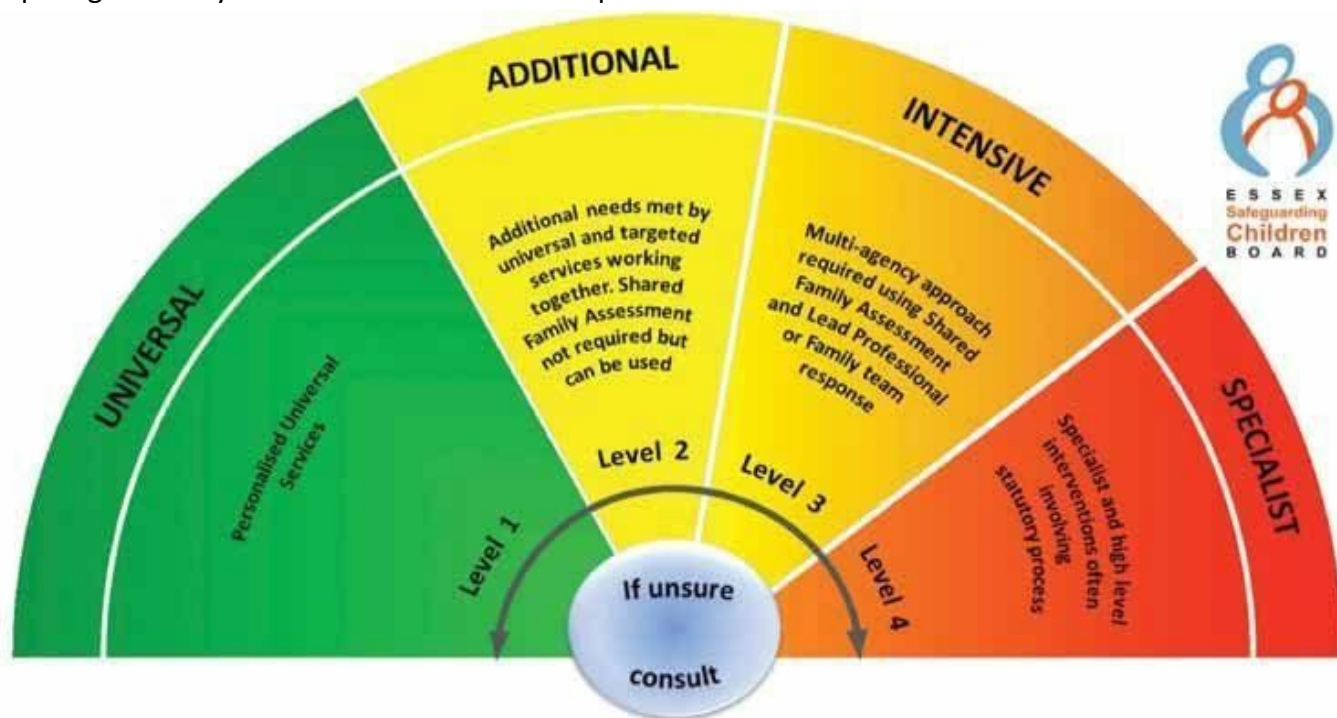 UNIVERSAL
Personalised Universal
Services
Level 1
ADDITIONAL
Additional needs met by
universal and targeted
services working
together. Shared
Family Assessment
not required but
can be used
Level 2
INTENSIVE
Multi-agency approach
required using Shared
Family Assessment
and Lead Professional
or Family team
response
Level 3
SPECIALIST
Specialist and high level
interventions often
involving
statutory process
Level 4
If unsure
consult
ESSEX
Safeguarding
Children
BOARD